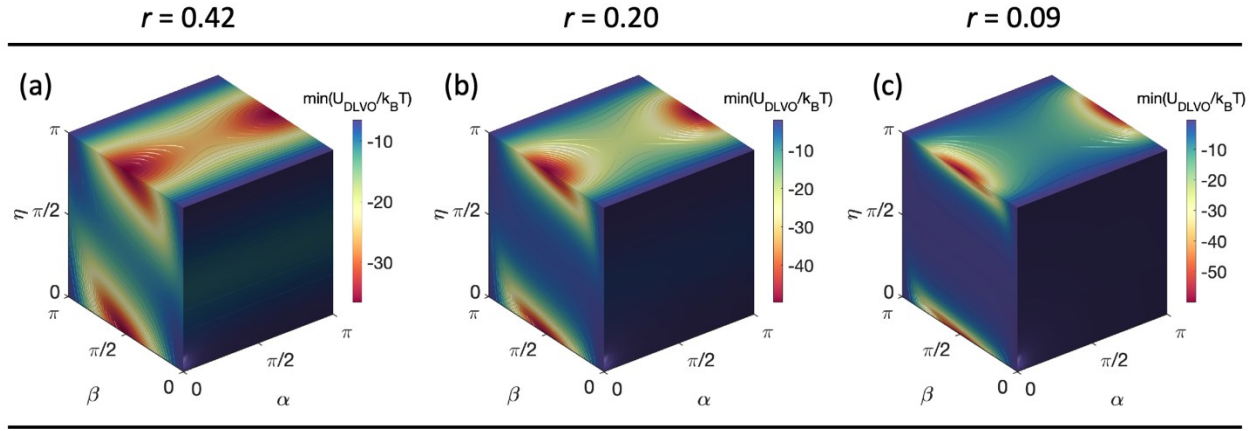 r = 0.42
r = 0.20
r = 0.09
(a)
min(U_DLVO/k_BT)
-10
-20
-30
π
η
π/2
0
π
π/2
β
0
0
π/2
α
π
(b)
min(U_DLVO/k_BT)
-10
-20
-30
-40
π
η
π/2
0
π
π/2
β
0
0
π/2
α
π
(c)
min(U_DLVO/k_BT)
-10
-20
-30
-40
-50
π
η
π/2
0
π
π/2
β
0
0
π/2
α
π